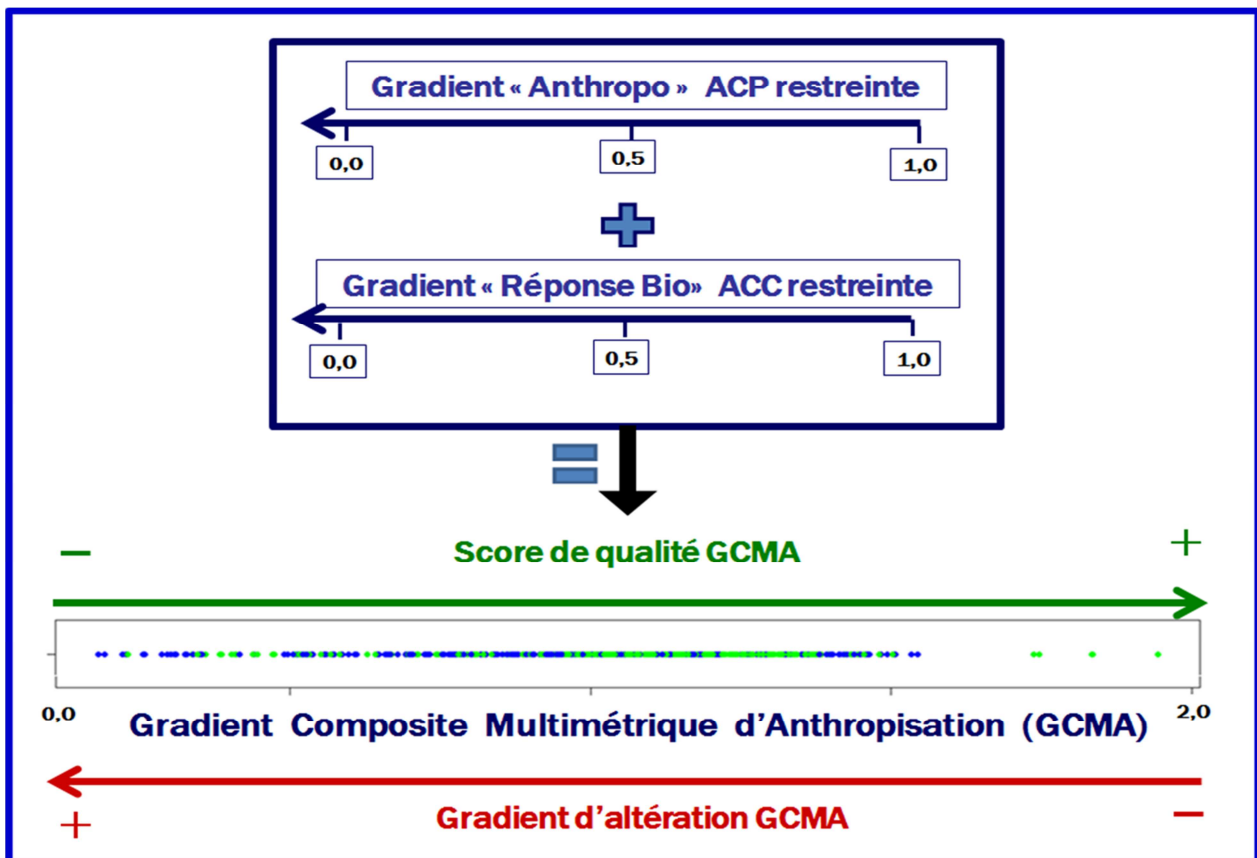 Gradient « Anthropo » ACP restreinte
0,0 0,5 1,0
Gradient « Réponse Bio» ACC restreinte
0,0 0,5 1,0
− +
Score de qualité GCMA
0,0 2,0
Gradient Composite Multimétrique d'Anthropisation (GCMA)
+ −
Gradient d'altération GCMA